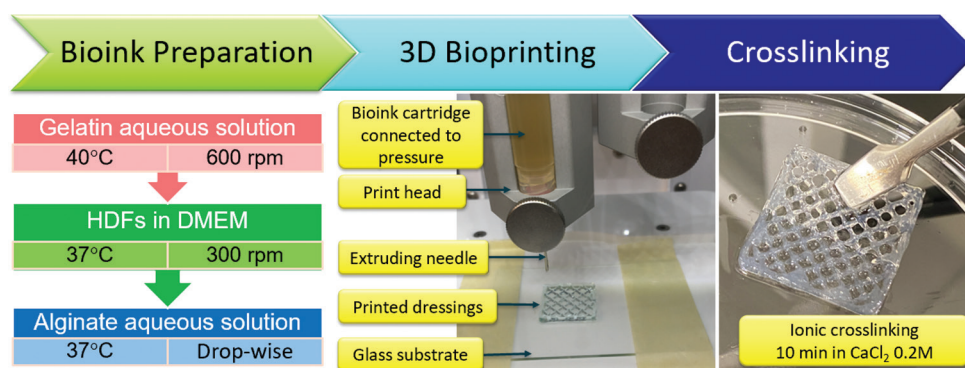 Bioink Preparation
3D Bioprinting
Crosslinking
Gelatin aqueous solution
40°C
600 rpm
HDFs in DMEM
37°C
300 rpm
Alginate aqueous solution
37°C
Drop-wise
Bioink cartridge
connected to
pressure
Print head
Extruding needle
Printed dressings
Glass substrate
Ionic crosslinking
10 min in CaCl₂ 0.2M